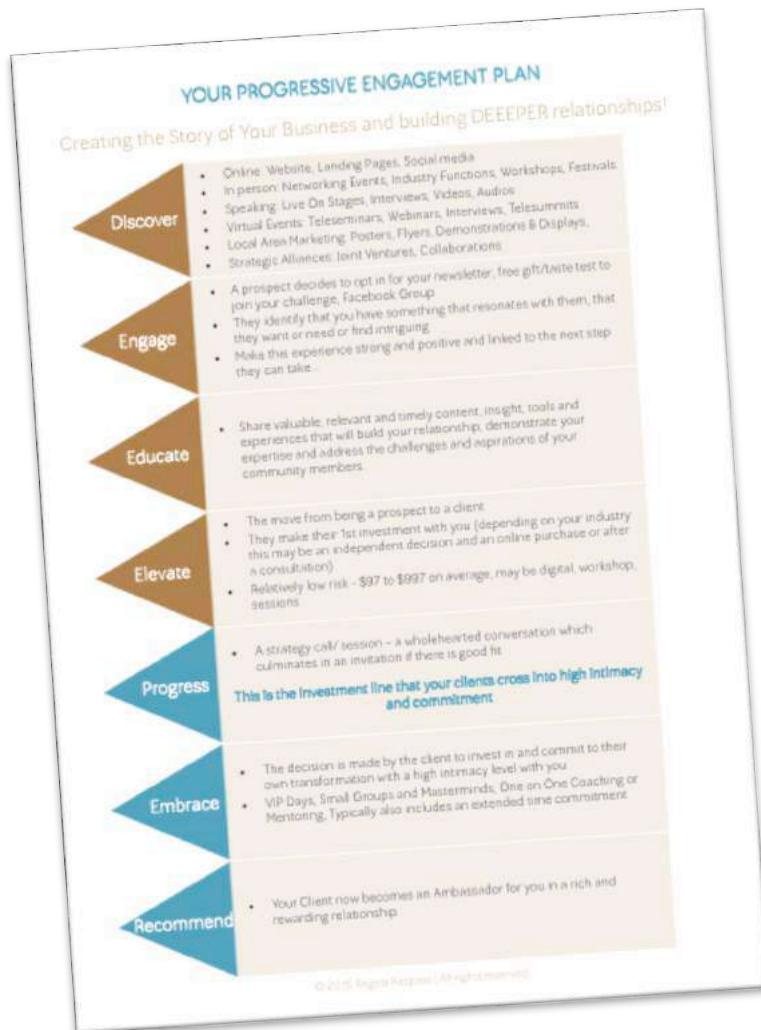 YOUR PROGRESSIVE ENGAGEMENT PLAN
Creating the Story of Your Business and building DEEEPER relationships!
Discover
• Online: Website, Landing Pages, Social media
• In person: Networking Events, Industry Functions, Workshops, Festivals
• Speaking: Live On Stages, Interviews, Videos, Audios
• Virtual Events: Teleseminars, Webinars, Interviews, Telesummits
• Local Area Marketing: Posters, Flyers, Demonstrations & Displays,
• Strategic Alliances: Joint Ventures, Collaborations
Engage
• A prospect decides to opt in for your newsletter, free gift/taste test to
join your challenge, Facebook Group
• They identify that you have something that resonates with them, that
they want or need or find intriguing
• Make this experience strong and positive and linked to the next step
they can take
Educate
• Share valuable, relevant and timely content, insight, tools and
experiences that will build your relationship, demonstrate your
expertise and address the challenges and aspirations of your
community members
Elevate
• The move from being a prospect to a client
• They make their 1st investment with you (depending on your industry
this may be an independent decision and an online purchase or after
a consultation)
• Relatively low risk - $97 to $997 on average, may be digital, workshop,
sessions
Progress
• A strategy call/ session – a wholehearted conversation which
culminates in an invitation if there is good fit
This is the investment line that your clients cross into high intimacy
and commitment
Embrace
• The decision is made by the client to invest in and commit to their
own transformation with a high intimacy level with you
• VIP Days, Small Groups and Masterminds, One on One Coaching or
Mentoring, Typically also includes an extended time commitment
Recommend
• Your Client now becomes an Ambassador for you in a rich and
rewarding relationship
All rights reserved